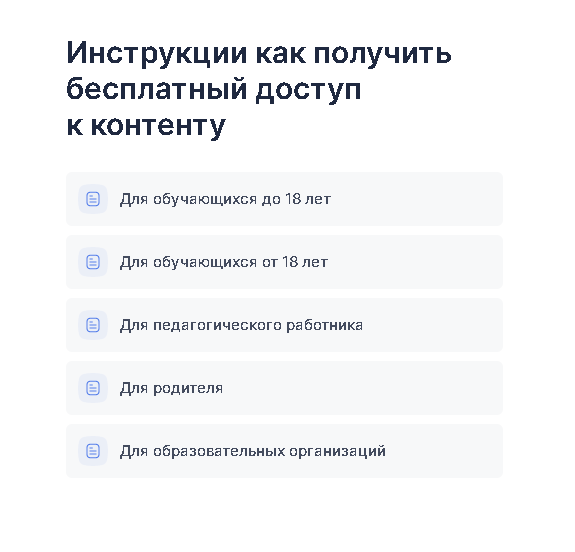 Инструкции как получить
бесплатный доступ
к контенту
Для обучающихся до 18 лет
Для обучающихся от 18 лет
Для педагогического работника
Для родителя
Для образовательных организаций